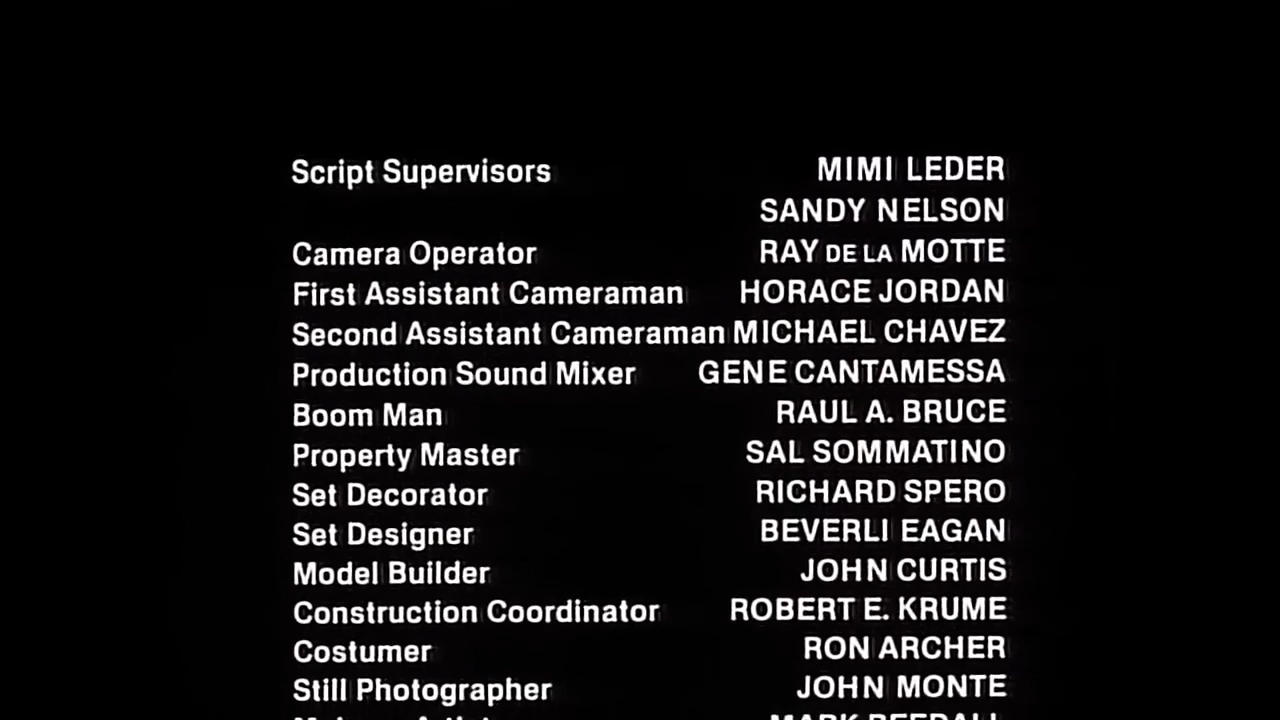 Script Supervisors MIMI LEDER
SANDY NELSON
Camera Operator RAY DE LA MOTTE
First Assistant Cameraman HORACE JORDAN
Second Assistant Cameraman MICHAEL CHAVEZ
Production Sound Mixer GENE CANTAMESSA
Boom Man RAUL A. BRUCE
Property Master SAL SOMMATINO
Set Decorator RICHARD SPERO
Set Designer BEVERLI EAGAN
Model Builder JOHN CURTIS
Construction Coordinator ROBERT E. KRUME
Costumer RON ARCHER
Still Photographer JOHN MONTE